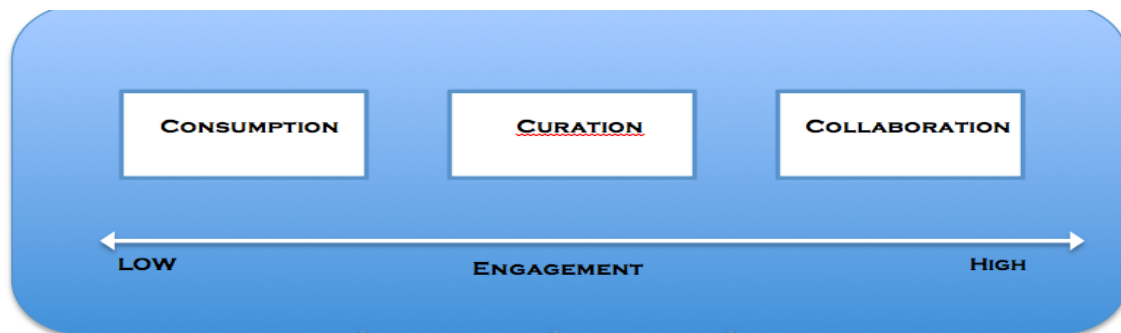 CONSUMPTION
CURATION
COLLABORATION
LOW
ENGAGEMENT
HIGH